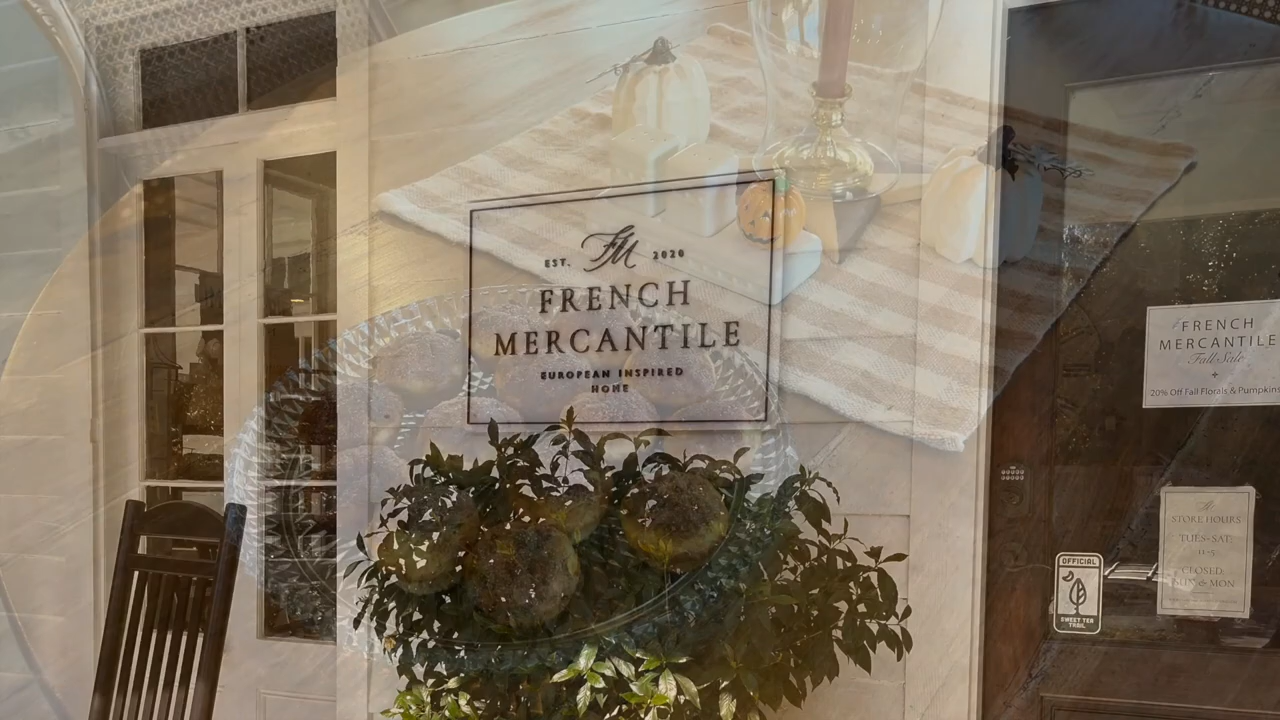 EST. FM 2020
FRENCH
MERCANTILE
EUROPEAN INSPIRED
HOME
FRENCH
MERCANTILE
Fall Sale
+
20% Off Fall Florals & Pumpkins
STORE HOURS
TUES-SAT:
11-5
CLOSED:
SUN & MON
OFFICIAL
SWEET TEA
TRAIL